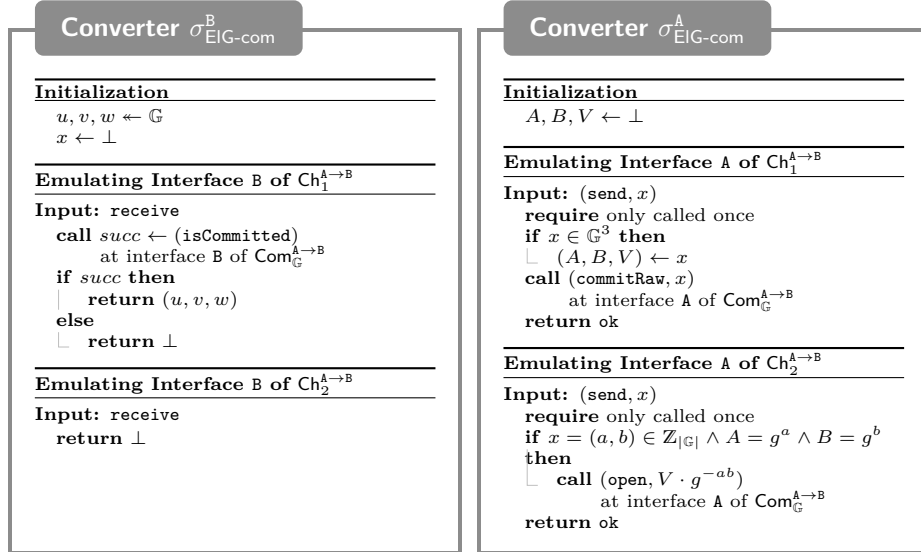 Converter σ^B_EIG-com
Initialization
u, v, w ↞ 𝔾
x ← ⊥
Emulating Interface B of Ch_1^{A→B}
Input: receive
call succ ← (isCommitted)
at interface B of Com_𝔾^{A→B}
if succ then
return (u, v, w)
else
return ⊥
Emulating Interface B of Ch_2^{A→B}
Input: receive
return ⊥
Converter σ^A_EIG-com
Initialization
A, B, V ← ⊥
Emulating Interface A of Ch_1^{A→B}
Input: (send, x)
require only called once
if x ∈ 𝔾^3 then
(A, B, V) ← x
call (commitRaw, x)
at interface A of Com_𝔾^{A→B}
return ok
Emulating Interface A of Ch_2^{A→B}
Input: (send, x)
require only called once
if x = (a, b) ∈ ℤ_{|𝔾|} ∧ A = g^a ∧ B = g^b
then
call (open, V · g^{−ab})
at interface A of Com_𝔾^{A→B}
return ok